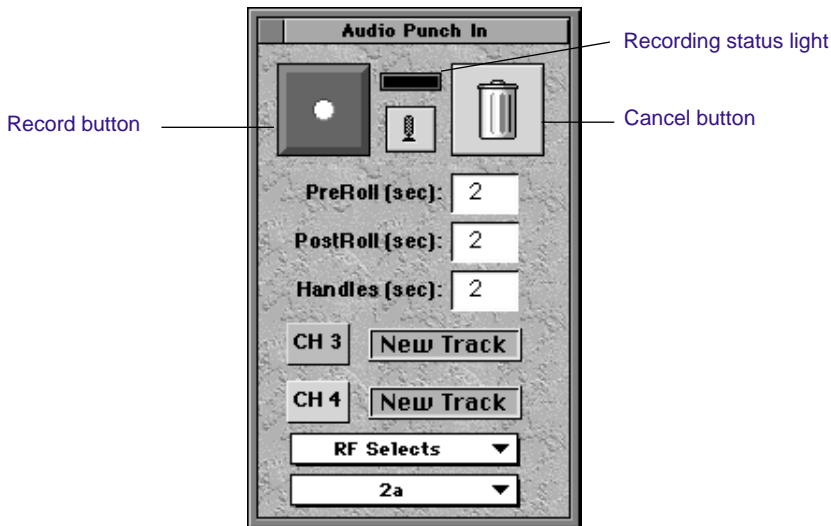 Audio Punch In
Recording status light
Record button
Cancel button
PreRoll (sec): 2
PostRoll (sec): 2
Handles (sec): 2
CH 3 New Track
CH 4 New Track
RF Selects
2a